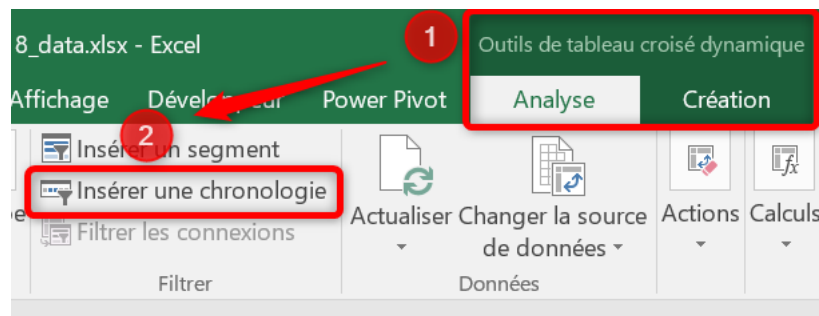 8_data.xlsx - Excel
1
Outils de tableau croisé dynamique
Affichage Développeur Power Pivot Analyse Création
2
Insérer un segment
Insérer une chronologie
Filtrer les connexions
Filtrer
Actualiser
Changer la source
de données
Données
Actions
Calculs